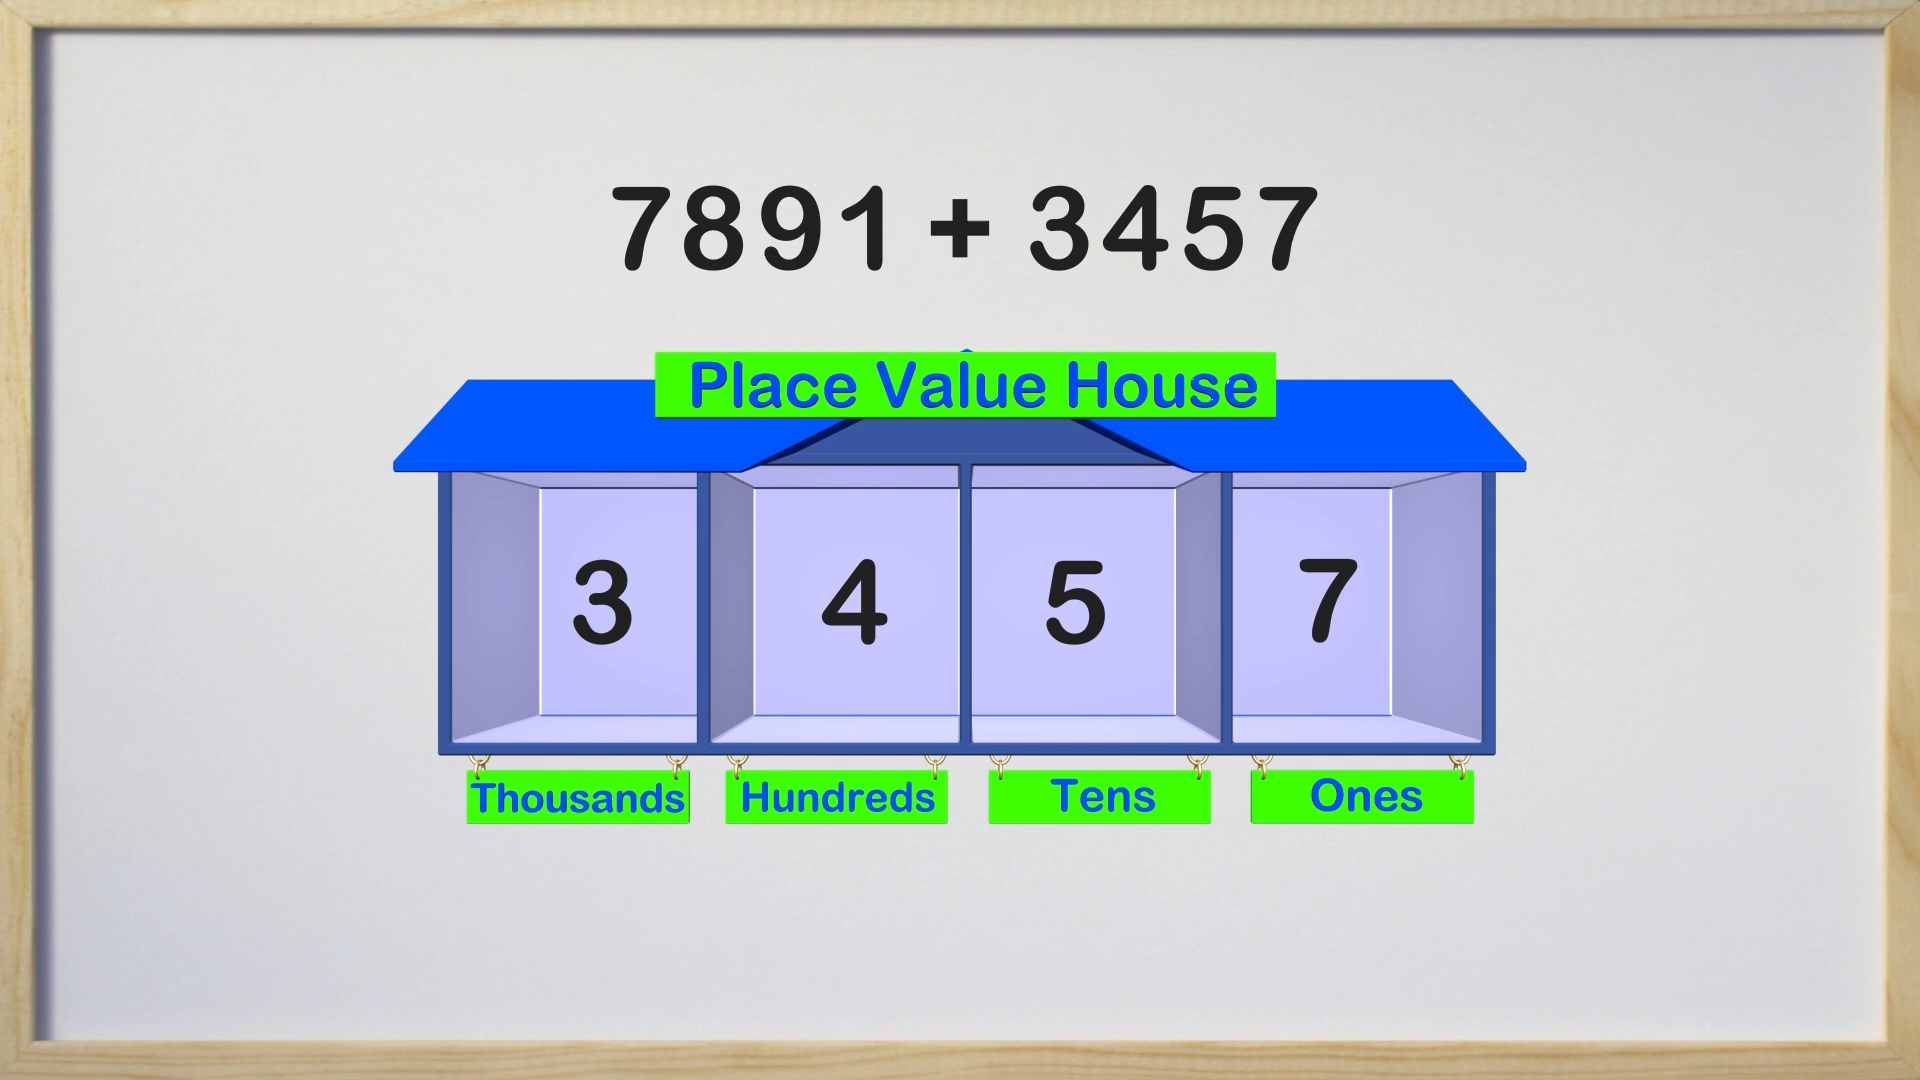 7891 + 3457
Place Value House
3 4 5 7
Thousands Hundreds Tens Ones